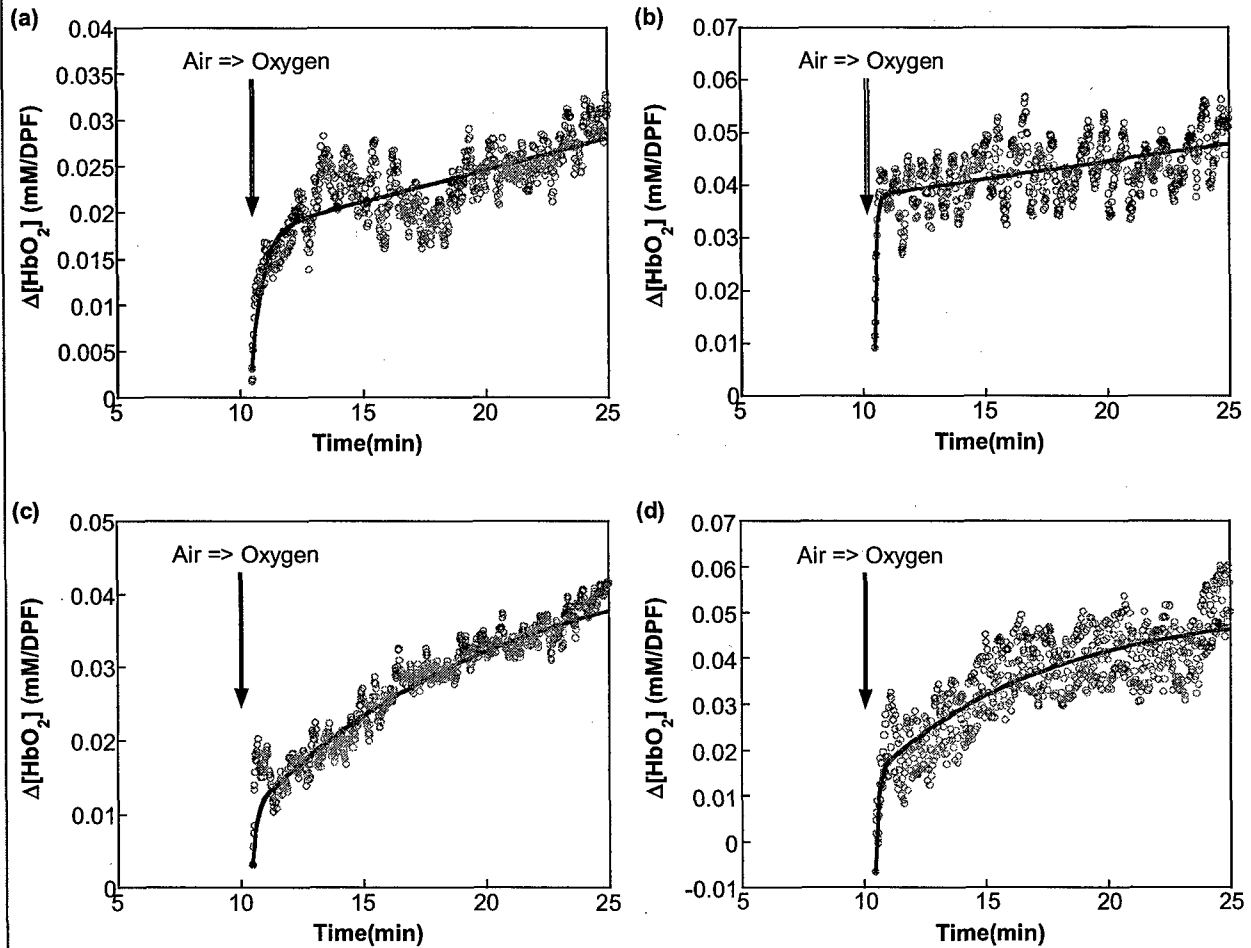 (a)
0.04
0.035
0.03
0.025
0.02
0.015
0.01
0.005
0
Δ[HbO₂] (mM/DPF)
Air => Oxygen
5 10 15 20 25
Time(min)
(b)
0.07
0.06
0.05
0.04
0.03
0.02
0.01
0
Δ[HbO₂] (mM/DPF)
Air => Oxygen
5 10 15 20 25
Time(min)
(c)
0.05
0.04
0.03
0.02
0.01
0
Δ[HbO₂] (mM/DPF)
Air => Oxygen
5 10 15 20 25
Time(min)
(d)
0.07
0.06
0.05
0.04
0.03
0.02
0.01
0
-0.01
Δ[HbO₂] (mM/DPF)
Air => Oxygen
5 10 15 20 25
Time(min)